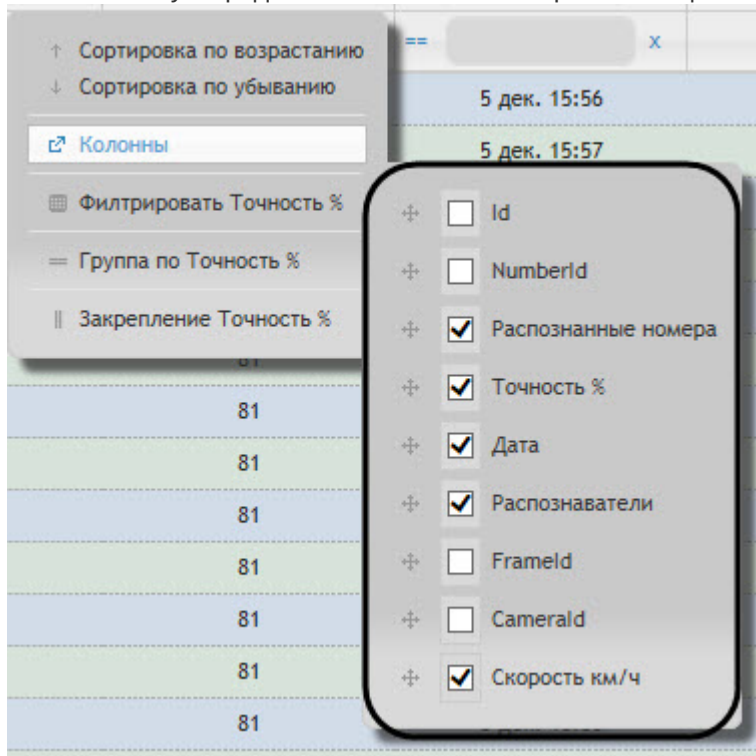 ↑ Сортировка по возрастанию
↓ Сортировка по убыванию
Колонны
Филтрировать Точность %
Группа по Точность %
Закрепление Точность %
== x
5 дек. 15:56
5 дек. 15:57
Id
NumberId
Распознанные номера
Точность %
Дата
Распознаватели
FrameId
CameraId
Скорость км/ч
81
81
81
81
81
81
81
81